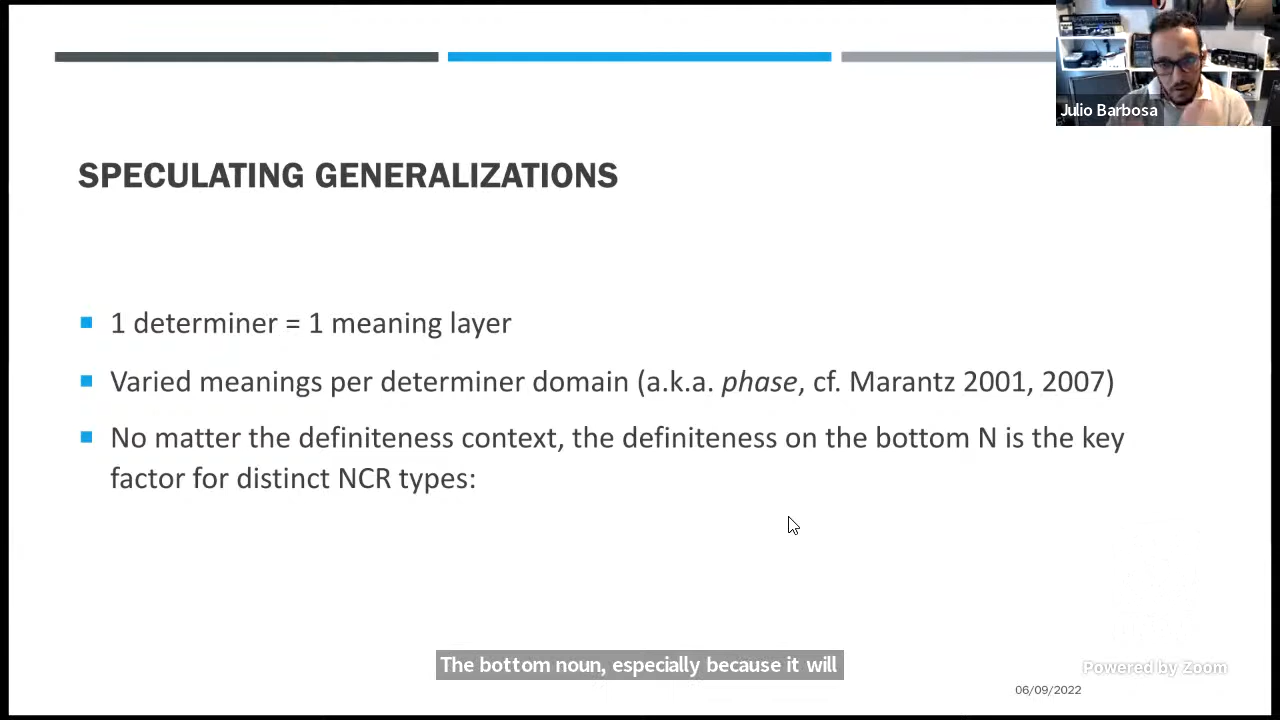 Julio Barbosa
SPECULATING GENERALIZATIONS
1 determiner = 1 meaning layer
Varied meanings per determiner domain (a.k.a. phase, cf. Marantz 2001, 2007)
No matter the definiteness context, the definiteness on the bottom N is the key
factor for distinct NCR types:
The bottom noun, especially because it will
Powered by Zoom
06/09/2022